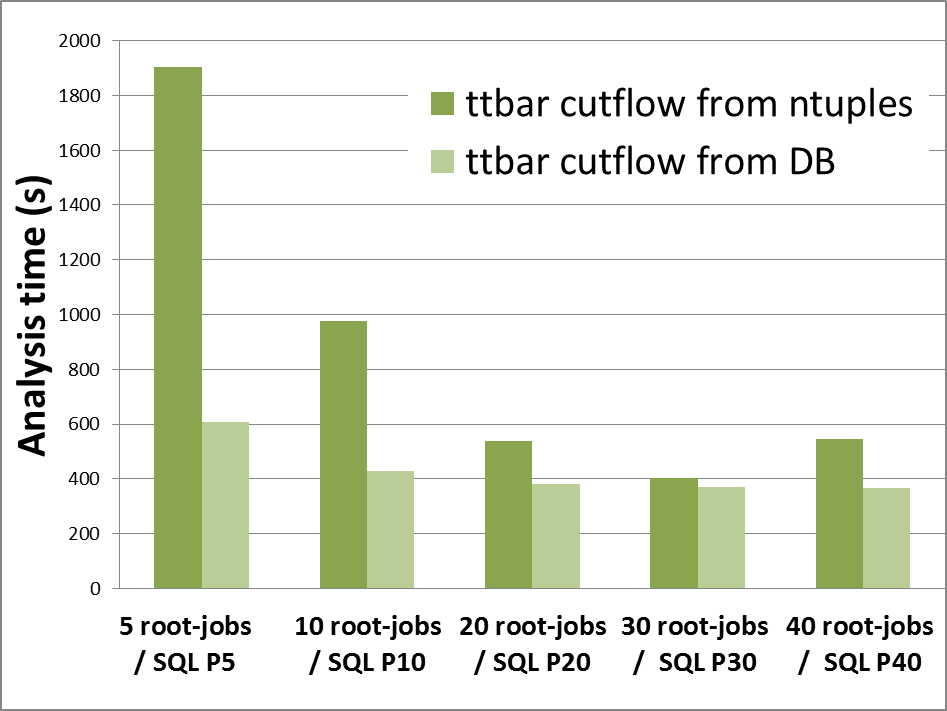 2000
1800
1600
1400
1200
1000
800
600
400
200
0
Analysis time (s)
ttbar cutflow from ntuples
ttbar cutflow from DB
5 root-jobs
/ SQL P5
10 root-jobs
/ SQL P10
20 root-jobs
/ SQL P20
30 root-jobs
/ SQL P30
40 root-jobs
/ SQL P40